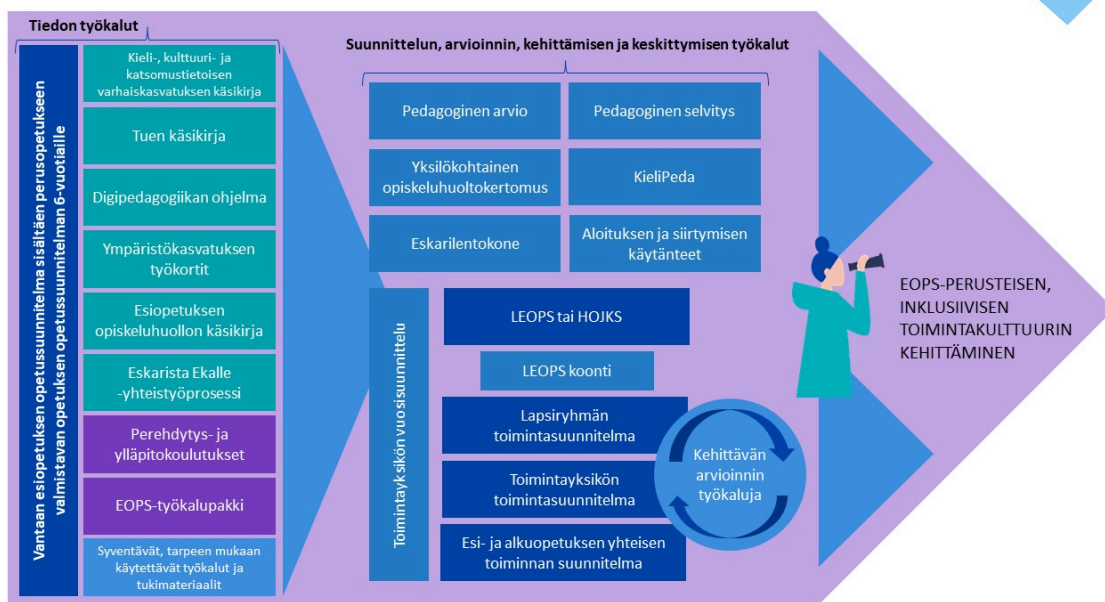 Tiedon työkalut
Vantaan esiopetuksen opetussuunnitelma sisältäen perusopetukseen
valmistavan opetuksen opetussuunnitelman 6-vuotiaille
Kieli-, kulttuuri- ja
katsomustietoisen
varhaiskasvatuksen käsikirja
Tuen käsikirja
Digipedagogiikan ohjelma
Ympäristökasvatuksen
työkortit
Esiopetuksen
opiskeluhuollon käsikirja
Eskarista Ekalle
-yhteistyöprosessi
Perehdytys- ja
ylläpitokoulutukset
EOPS-työkalupakki
Syventävät, tarpeen mukaan
käytettävät työkalut ja
tukimateriaalit
Suunnittelun, arvioinnin, kehittämisen ja keskittymisen työkalut
Pedagoginen arvio
Pedagoginen selvitys
Yksilökohtainen
opiskeluhuoltokertomus
KieliPeda
Eskarilentokone
Aloituksen ja siirtymisen
käytänteet
Toimintayksikön vuosisuunnittelu
LEOPS tai HOJKS
LEOPS koonti
Lapsiryhmän
toimintasuunnitelma
Toimintayksikön
toimintasuunnitelma
Esi- ja alkuopetuksen yhteisen
toiminnan suunnitelma
Kehittävän
arvioinnin
työkaluja
EOPS-PERUSTEISEN,
INKLUSIIVISEN
TOIMINTAKULTTUURIN
KEHITTÄMINEN